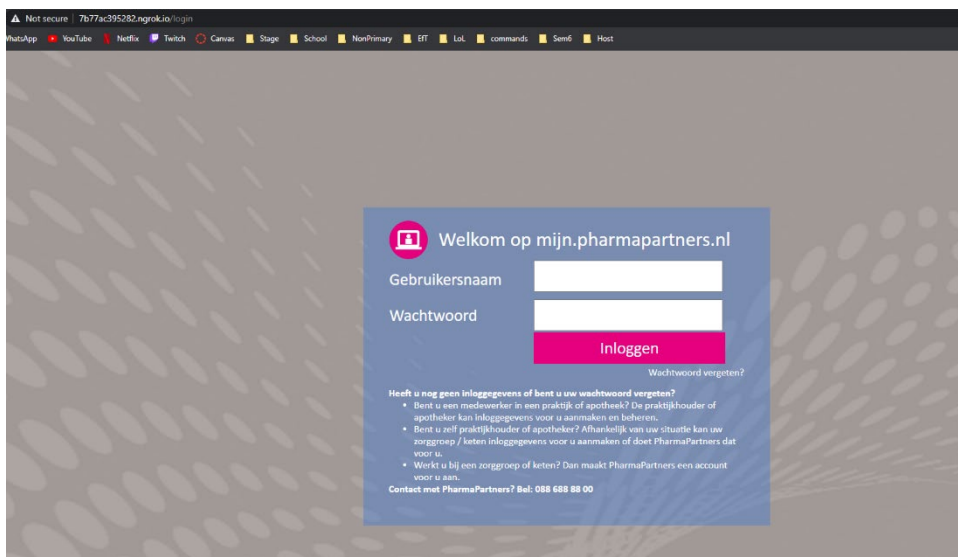 Not secure | 7b77ac395282.ngrok.io/login
WhatsApp YouTube Netflix Twitch Canvas Stage School NonPrimary EfT LoL commands Sem6 Host
Welkom op mijn.pharmapartners.nl
Gebruikersnaam
Wachtwoord
Inloggen
Wachtwoord vergeten?
Heeft u nog geen inloggegevens of bent u uw wachtwoord vergeten?
• Bent u een medewerker in een praktijk of apotheek? De praktijkhouder of
apotheker kan inloggegevens voor u aanmaken en beheren.
• Bent u zelf praktijkhouder of apotheker? Afhankelijk van uw situatie kan uw
zorggroep / keten inloggegevens voor u aanmaken of doet PharmaPartners dat
voor u.
• Werkt u bij een zorggroep of keten? Dan maakt PharmaPartners een account
voor u aan.
Contact met PharmaPartners? Bel: 088 688 88 00